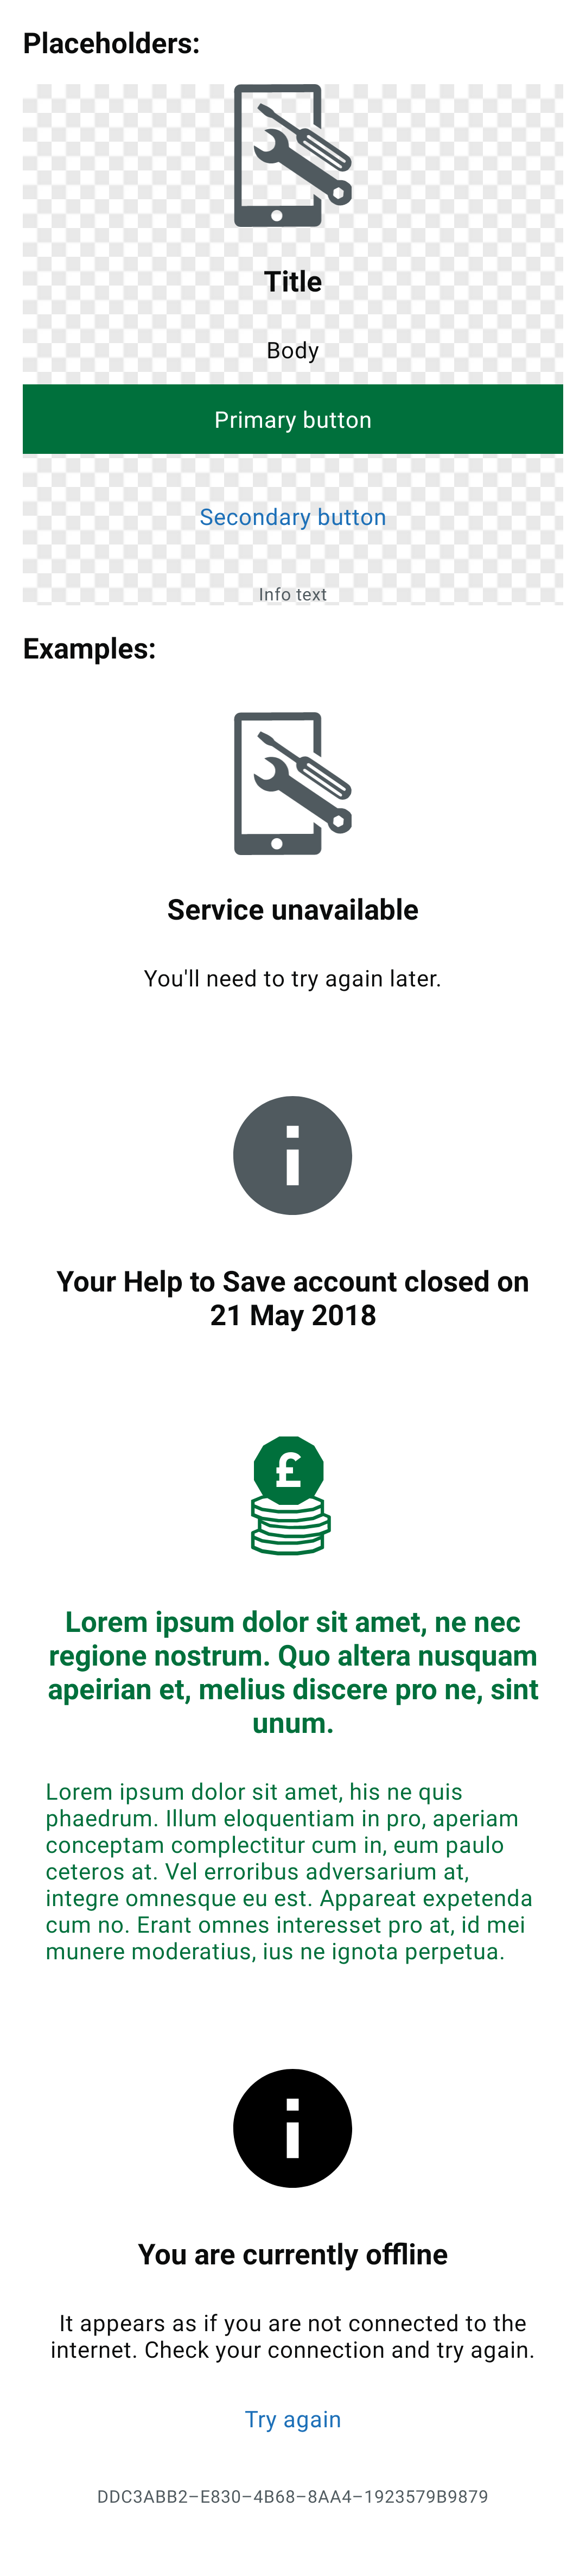 Placeholders:
Title
Body
Primary button
Secondary button
Info text
Examples:
Service unavailable
You'll need to try again later.
Your Help to Save account closed on
21 May 2018
£
Lorem ipsum dolor sit amet, ne nec
regione nostrum. Quo altera nusquam
apeirian et, melius discere pro ne, sint
unum.
Lorem ipsum dolor sit amet, his ne quis
phaedrum. Illum eloquentiam in pro, aperiam
conceptam complectitur cum in, eum paulo
ceteros at. Vel erroribus adversarium at,
integre omnesque eu est. Appareat expetenda
cum no. Erant omnes interesset pro at, id mei
munere moderatius, ius ne ignota perpetua.
You are currently offline
It appears as if you are not connected to the
internet. Check your connection and try again.
Try again
DDC3ABB2-E830-4B68-8AA4-1923579B9879